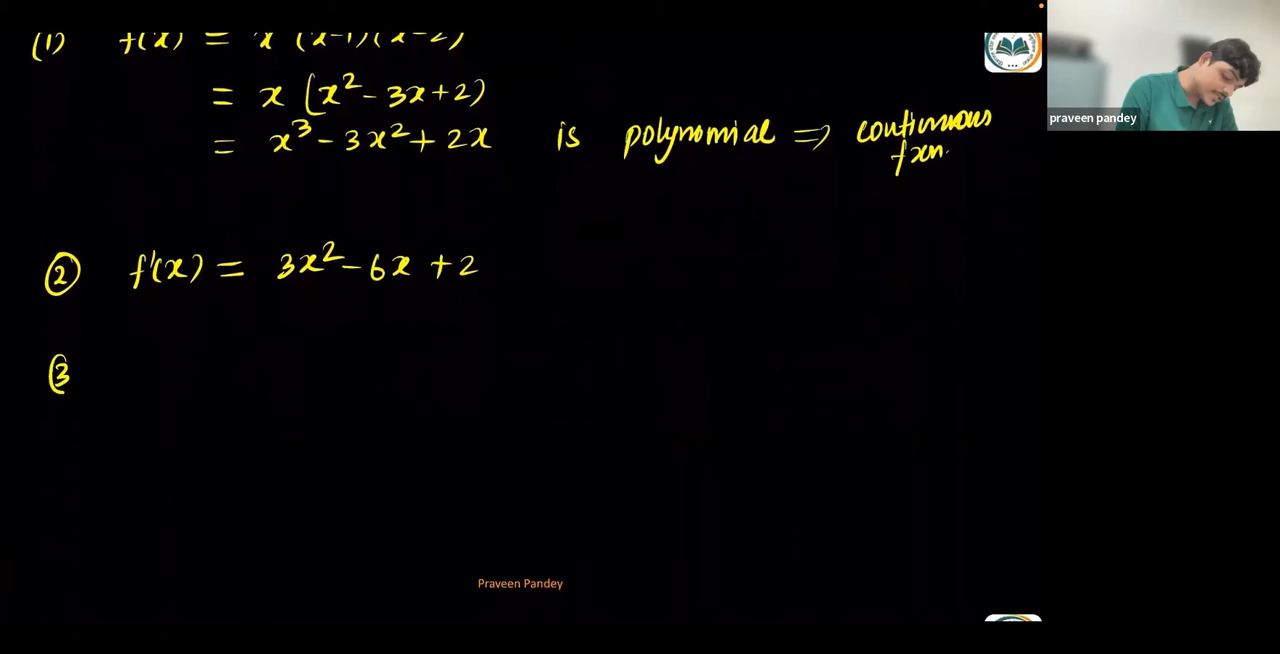 (1) f(x) = x (x-1)(x-2)
= x (x² - 3x + 2)
= x³ - 3x² + 2x is polynomial ⇒ continuous fxn.
praveen pandey
② f'(x) = 3x² - 6x + 2
(3
Praveen Pandey